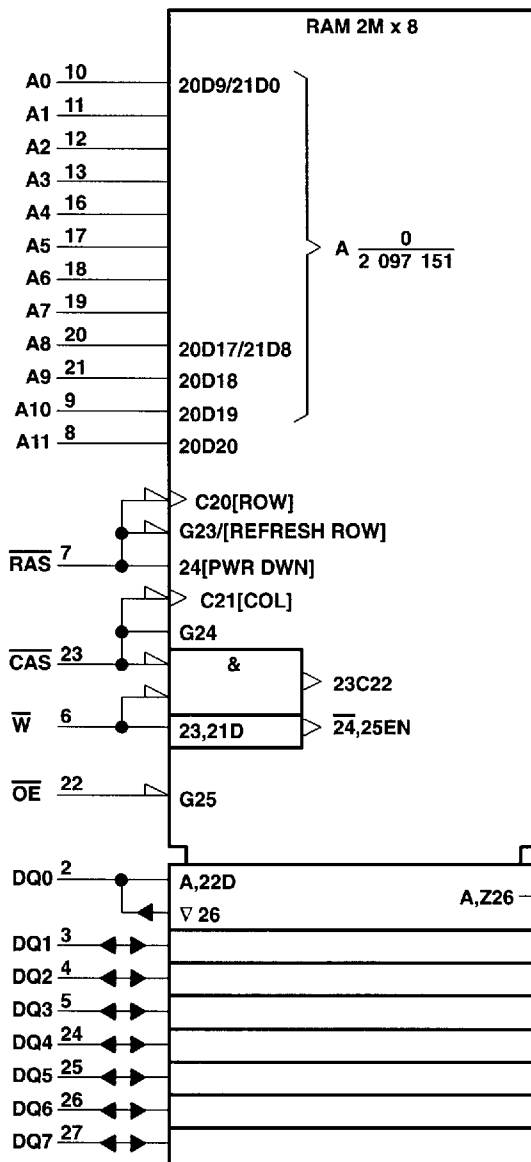 RAM 2M x 8
A0 10 20D9/21D0
A1 11
A2 12
A3 13
A4 16
A5 17
A 0
2 097 151
A6 18
A7 19
A8 20 20D17/21D8
A9 21 20D18
A10 9 20D19
A11 8 20D20
C20[ROW]
G23/[REFRESH ROW]
R̅A̅S̅ 7 24[PWR DWN]
C21[COL]
G24
C̅A̅S̅ 23 &
23C22
W̅ 6 23,21D 2̅4̅,25EN
O̅E̅ 22 G25
DQ0 2 A,22D
A,Z26
∇ 26
DQ1 3
DQ2 4
DQ3 5
DQ4 24
DQ5 25
DQ6 26
DQ7 27